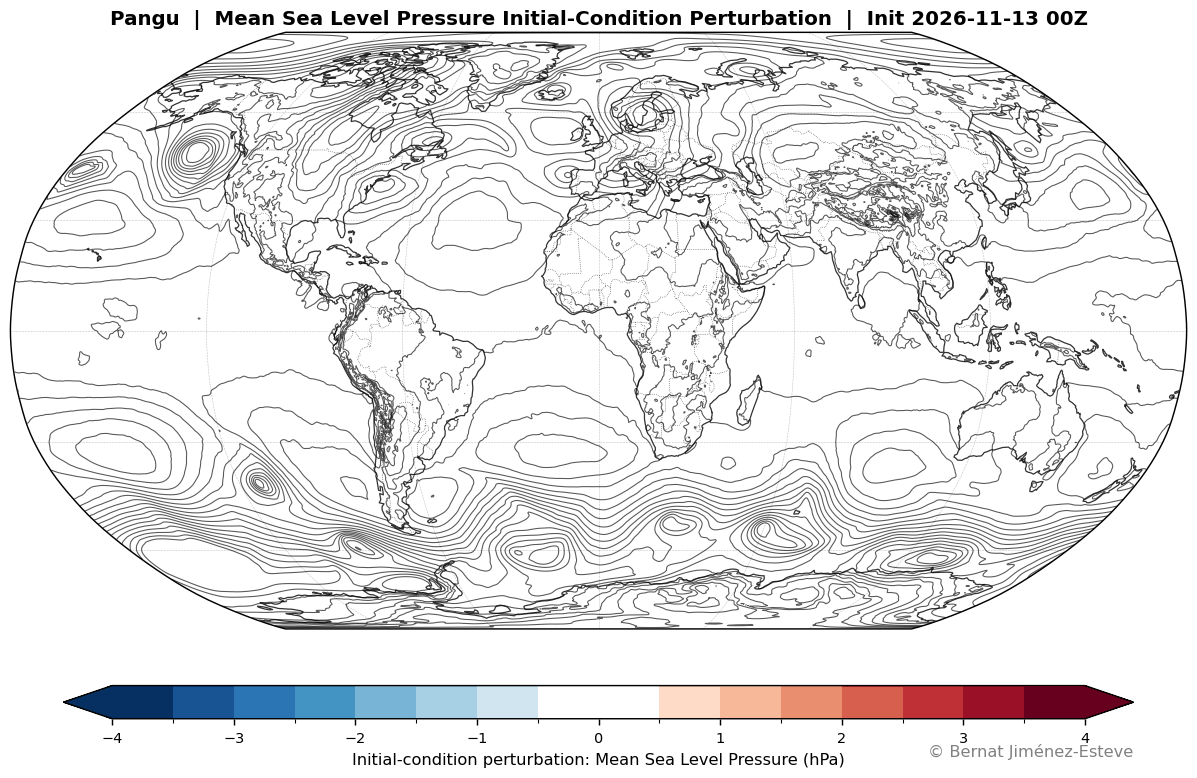 Pangu | Mean Sea Level Pressure Initial-Condition Perturbation | Init 2026-11-13 00Z
−4 −3 −2 −1 0 1 2 3 4
© Bernat Jiménez-Esteve
Initial-condition perturbation: Mean Sea Level Pressure (hPa)